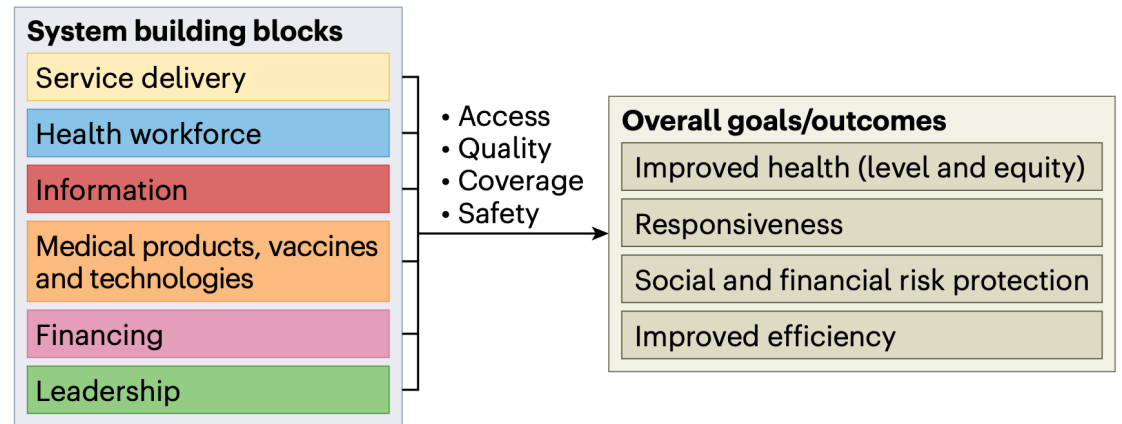 System building blocks
Service delivery
Health workforce
Information
Medical products, vaccines
and technologies
Financing
Leadership
• Access
• Quality
• Coverage
• Safety
Overall goals/outcomes
Improved health (level and equity)
Responsiveness
Social and financial risk protection
Improved efficiency